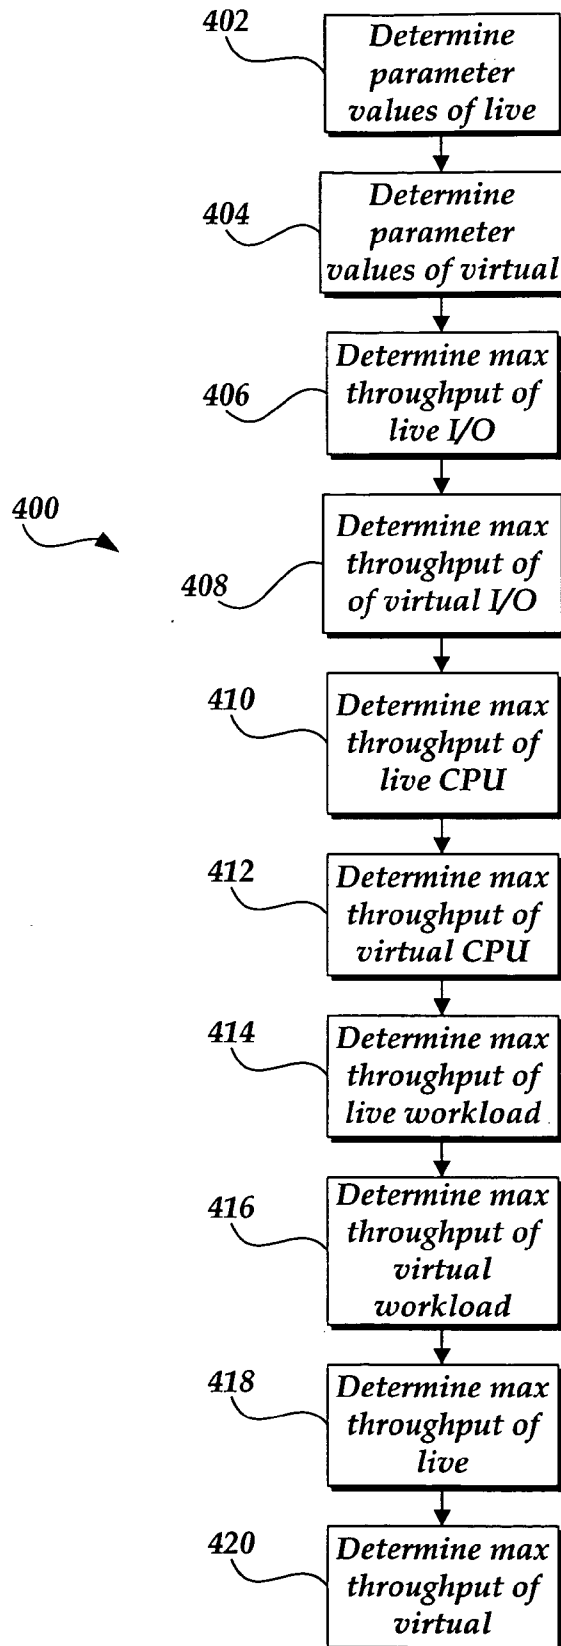 402
Determine
parameter
values of live
404
Determine
parameter
values of virtual
406
Determine max
throughput of
live I/O
400
408
Determine max
throughput of
of virtual I/O
410
Determine max
throughput of
live CPU
412
Determine max
throughput of
virtual CPU
414
Determine max
throughput of
live workload
416
Determine max
throughput of
virtual
workload
418
Determine max
throughput of
live
420
Determine max
throughput of
virtual